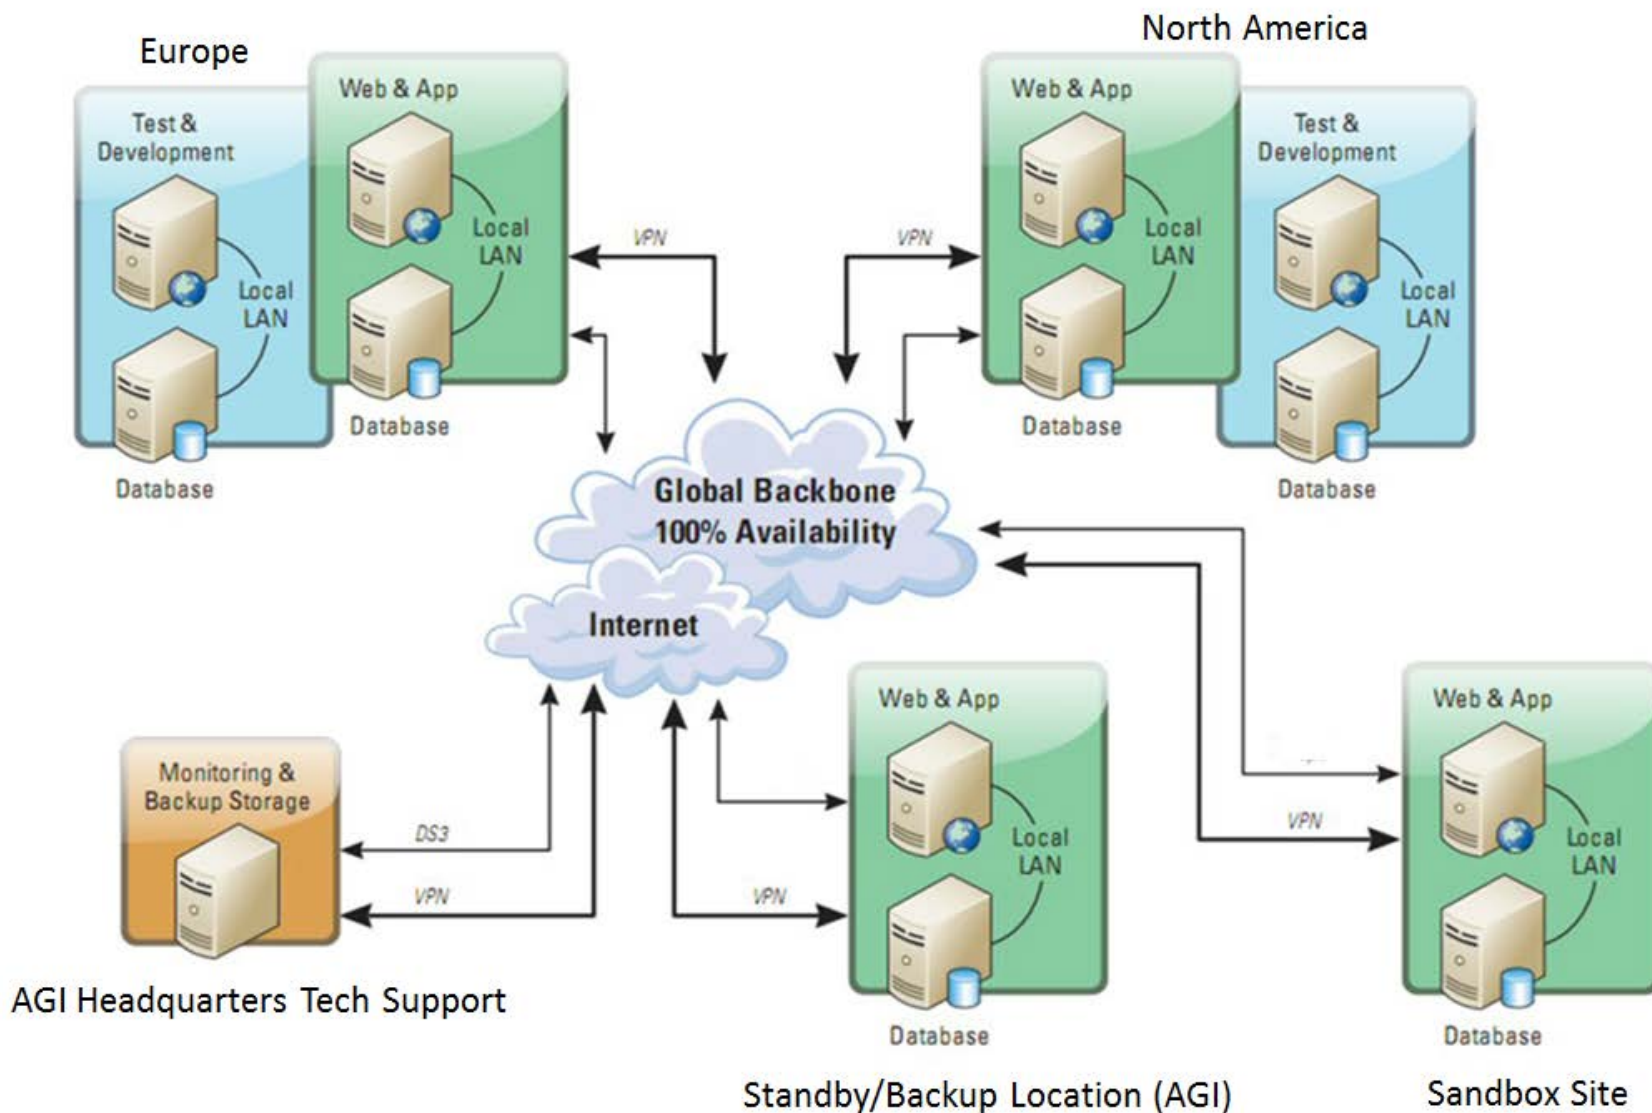 Europe
North America
Web & App
Test &
Development
Local
LAN
Local
LAN
Database
Database
VPN
VPN
Web & App
Test &
Development
Local
LAN
Local
LAN
Database
Database
Global Backbone
100% Availability
Internet
Monitoring &
Backup Storage
DS3
VPN
AGI Headquarters Tech Support
Web & App
Local
LAN
VPN
Database
Standby/Backup Location (AGI)
Web & App
VPN
Local
LAN
Database
Sandbox Site